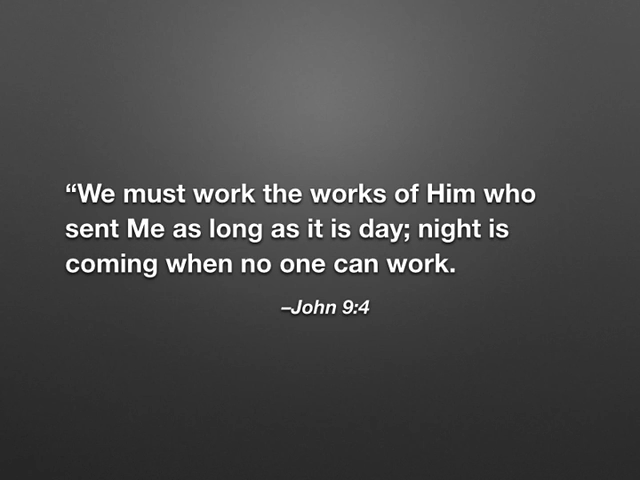 “We must work the works of Him who
sent Me as long as it is day; night is
coming when no one can work.
–John 9:4